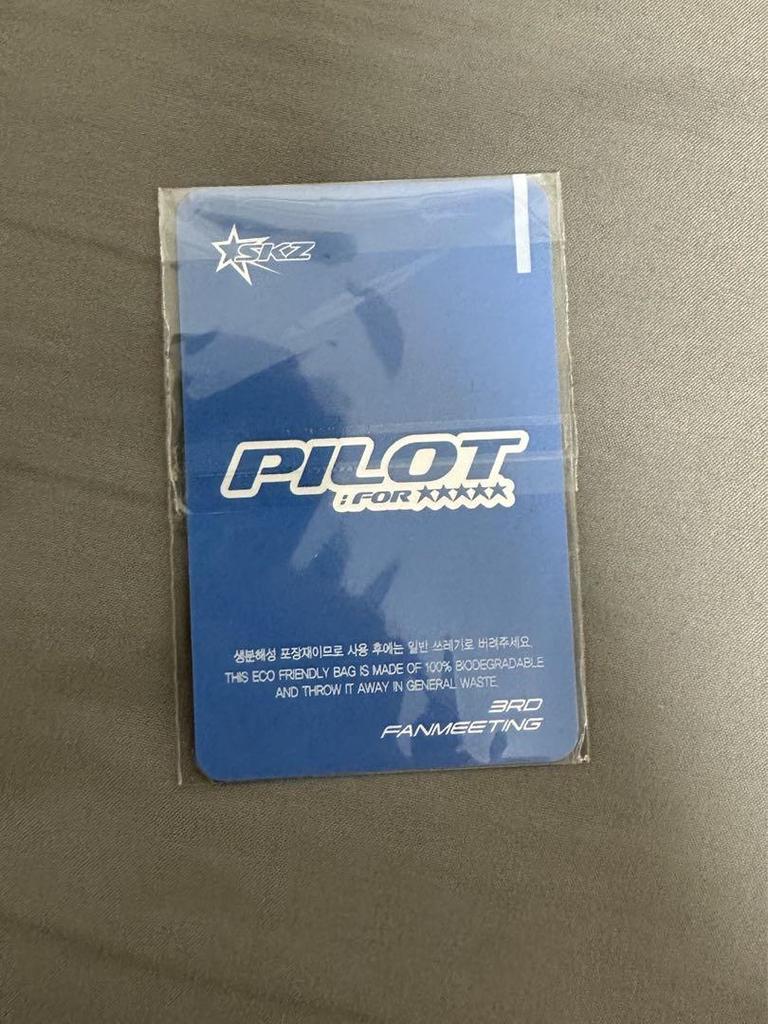 SKZ
PILOT
: FOR ★★★★★
생분해성 포장재이므로 사용 후에는 일반 쓰레기로 버려주세요.
THIS ECO FRIENDLY BAG IS MADE OF 100% BIODEGRADABLE
AND THROW IT AWAY IN GENERAL WASTE.
3RD
FANMEETING